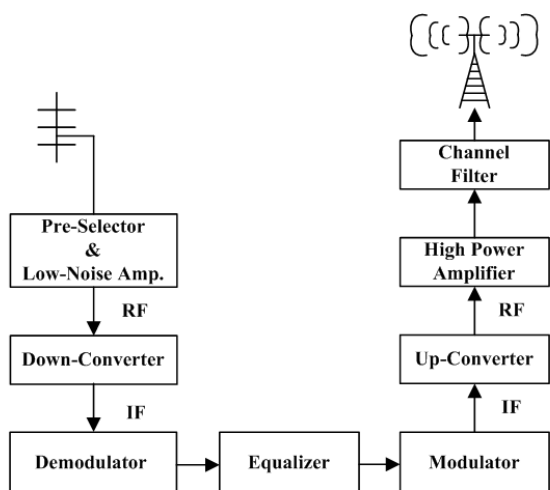 Pre-Selector
&
Low-Noise Amp.
RF
Down-Converter
IF
Demodulator
Equalizer
Modulator
IF
Up-Converter
RF
High Power
Amplifier
Channel
Filter